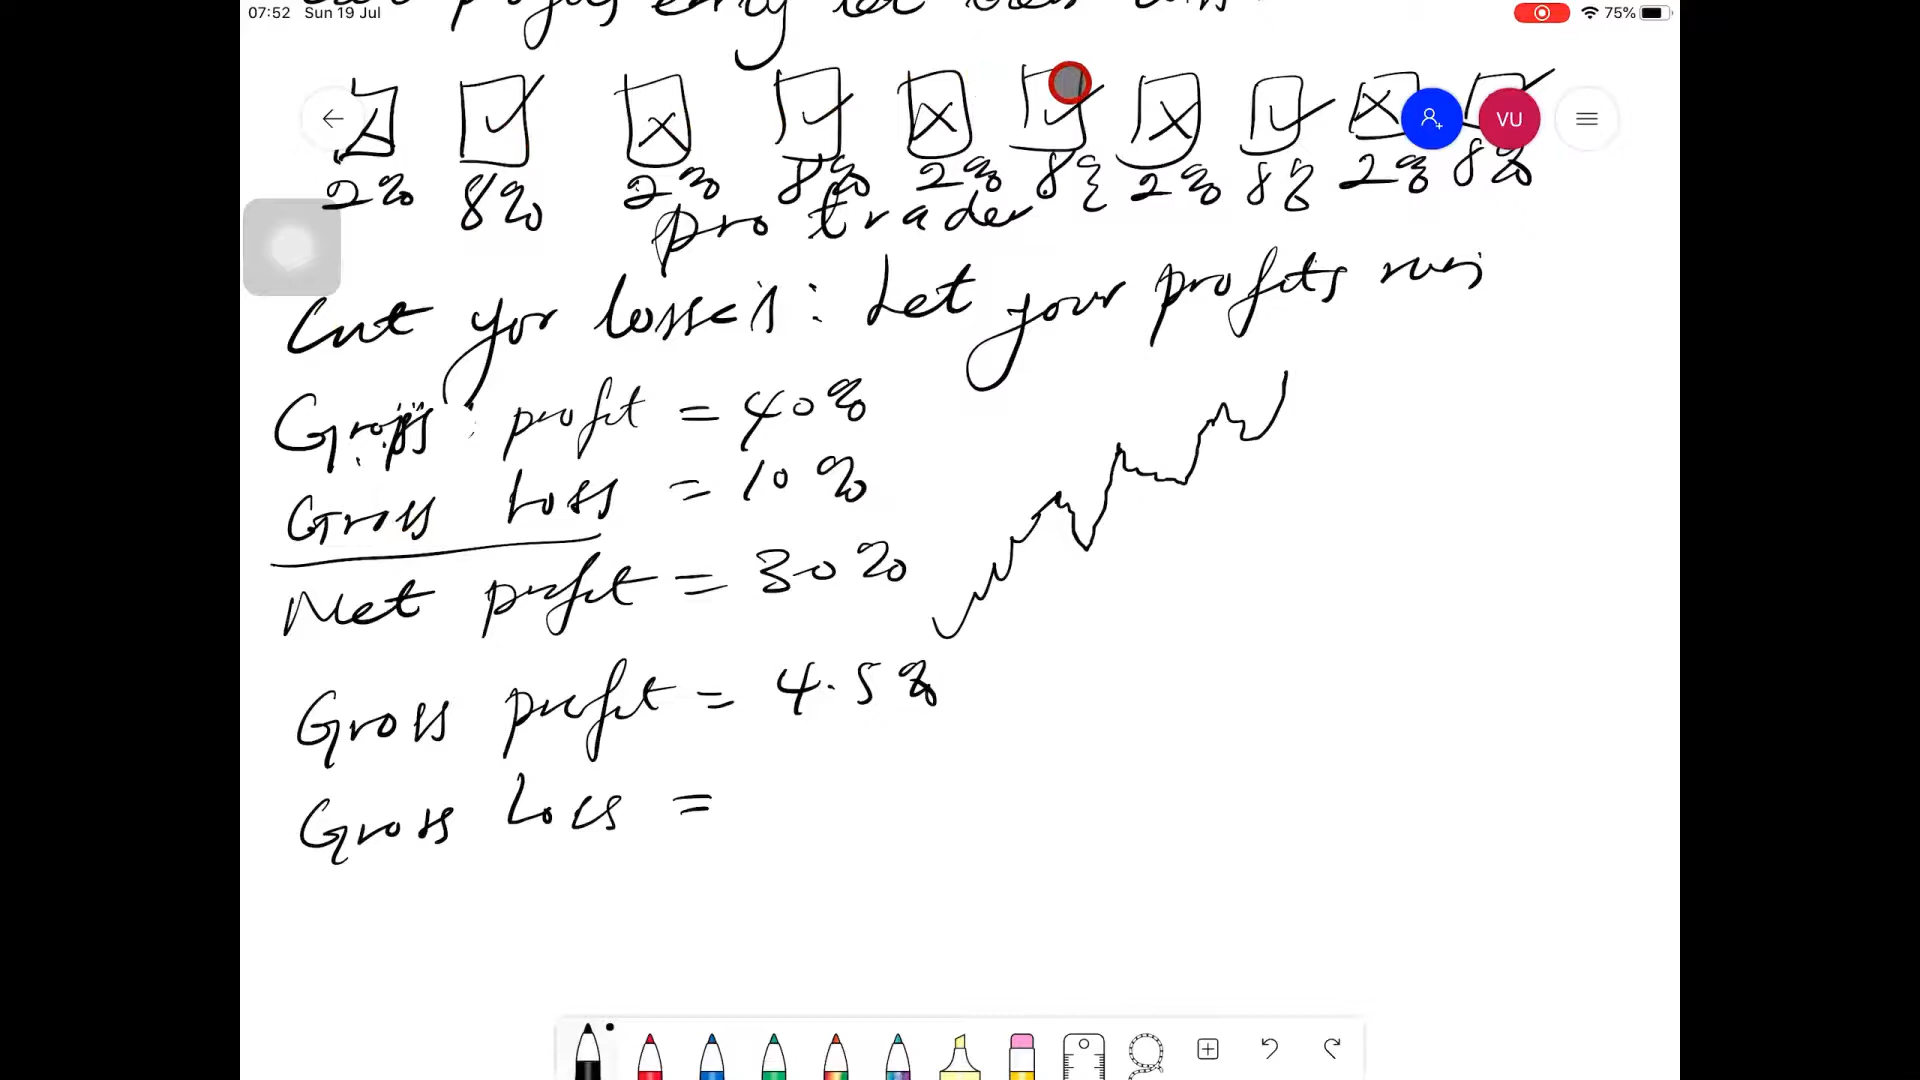 07:52 Sun 19 Jul 75%
VU
2% 8% 2% 8% 2% 8% 2% 8% 2% 8%
pro trader
Cut your losses: Let your profits
Gross profit = 40%
Gross Loss = 10%
Net profit = 30%
Gross profit = 4.5%
Gross Loss =